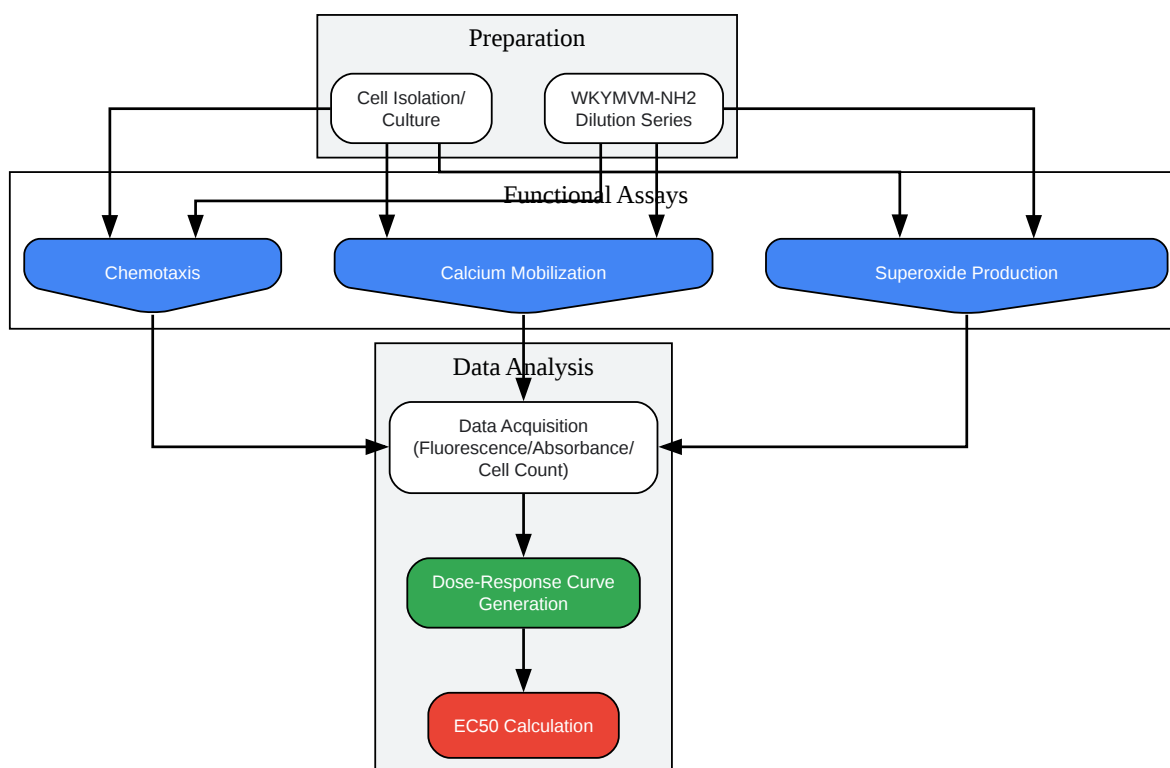 Preparation
Cell Isolation/
Culture
WKYMVM-NH2
Dilution Series
Functional Assays
Chemotaxis
Calcium Mobilization
Superoxide Production
Data Analysis
Data Acquisition
(Fluorescence/Absorbance/
Cell Count)
Dose-Response Curve
Generation
EC50 Calculation